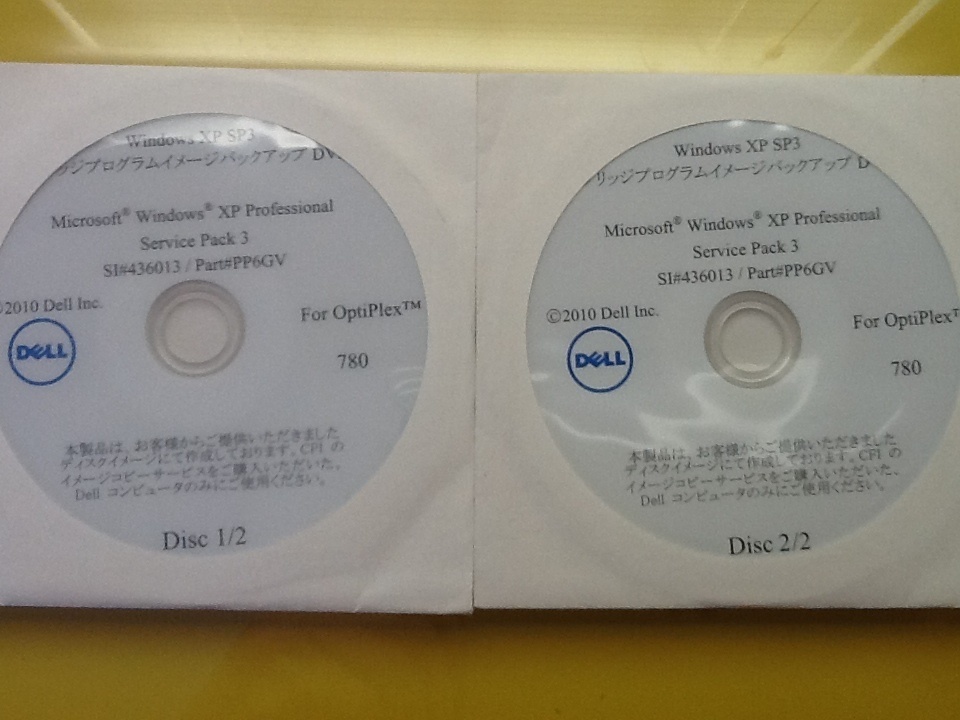 Windows XP SP3
ッジプログラムイメージバックアップ DV
Microsoft® Windows® XP Professional
Service Pack 3
SI#436013 / Part#PP6GV
©2010 Dell Inc.
For OptiPlex™
DELL
780
本製品は、お客様からご提供いただきました
ディスクイメージにて作成しております。CFI の
イメージコピーサービスをご購入いただいた、
Dell コンピュータのみにご使用ください。
Disc 1/2
Windows XP SP3
リッジプログラムイメージバックアップ D
Microsoft® Windows® XP Professional
Service Pack 3
SI#436013 / Part#PP6GV
©2010 Dell Inc.
For OptiPlex™
DELL
780
本製品は、お客様からご提供いただきました
ディスクイメージにて作成しております。CFI の
イメージコピーサービスをご購入いただいた、
Dell コンピュータのみにご使用ください。
Disc 2/2